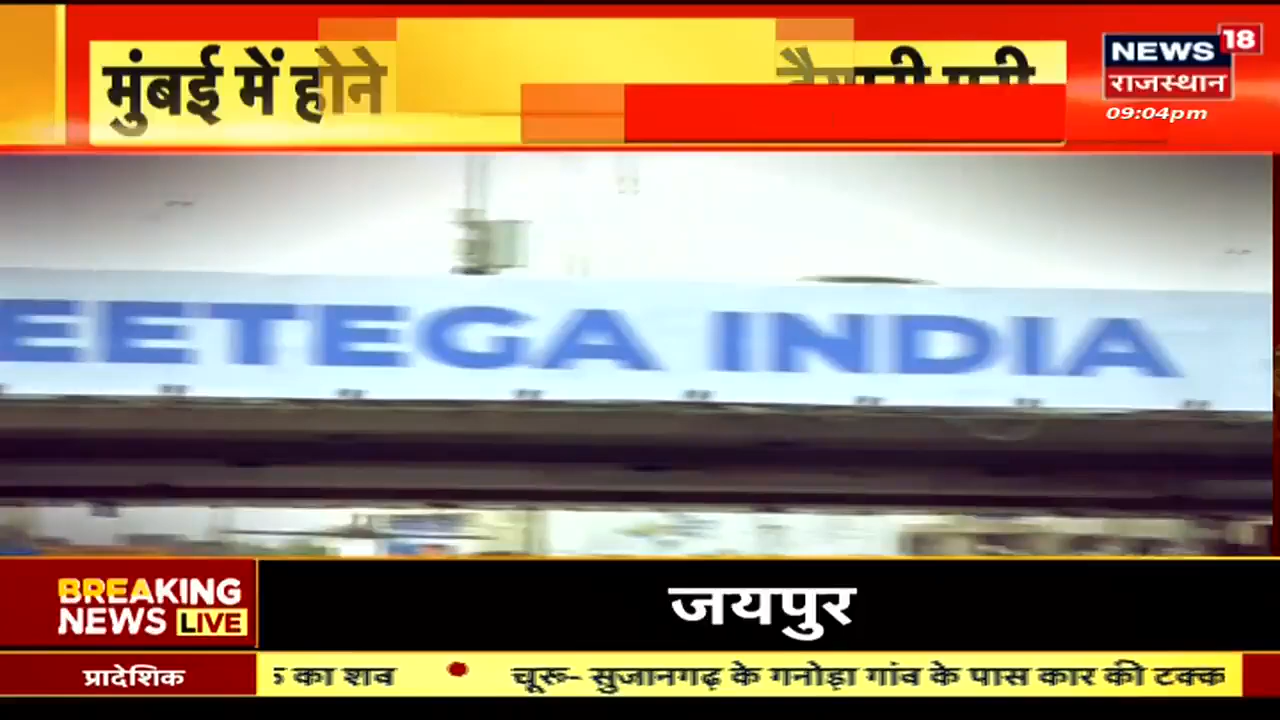 मुंबई में होने
NEWS 18
राजस्थान
09:04pm
EETEGA INDIA
BREAKING
NEWS LIVE
जयपुर
प्रादेशिक
का शव • चूरू- सुजानगढ़ के गनोड़ा गांव के पास कार की टक्क